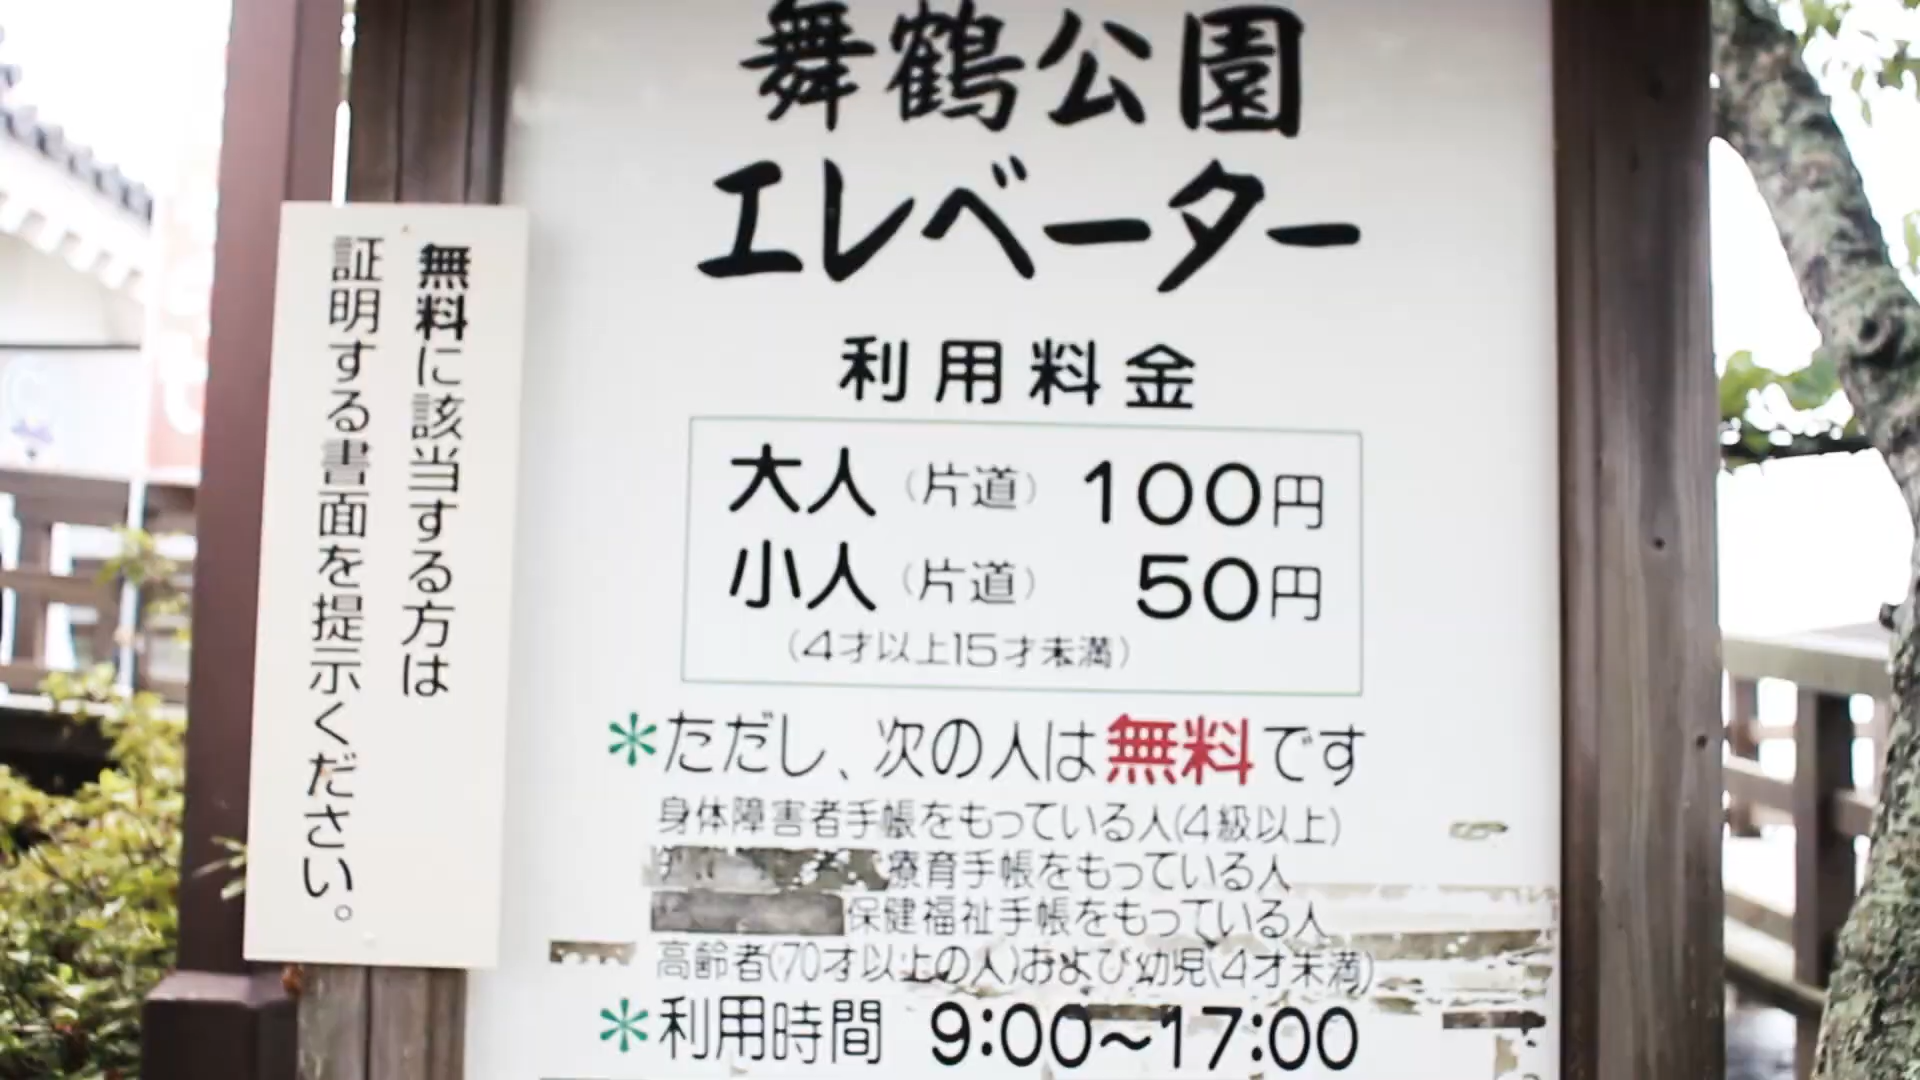 舞鶴公園
エレベーター
利用料金
大人（片道） 100円
小人（片道） 50円
（4才以上15才未満）
＊ただし、次の人は無料です
身体障害者手帳をもっている人(4級以上)
療育手帳をもっている人
保健福祉手帳をもっている人
高齢者(70才以上の人)および幼児(4才未満)
＊利用時間 9:00〜17:00
無料に該当する方は
証明する書面を提示ください。